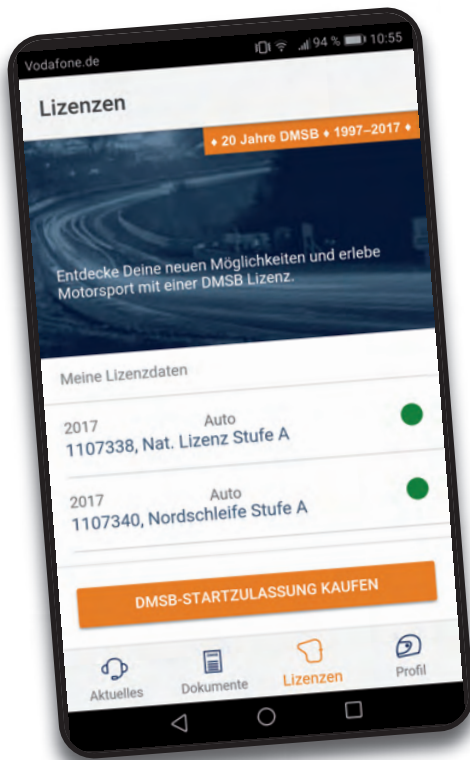 Vodafone.de 94 % 10:55
Lizenzen
♦ 20 Jahre DMSB ♦ 1997–2017 ♦
Entdecke Deine neuen Möglichkeiten und erlebe
Motorsport mit einer DMSB Lizenz.
Meine Lizenzdaten
2017 Auto
1107338, Nat. Lizenz Stufe A
2017 Auto
1107340, Nordschleife Stufe A
DMSB-STARTZULASSUNG KAUFEN
Aktuelles Dokumente Lizenzen Profil